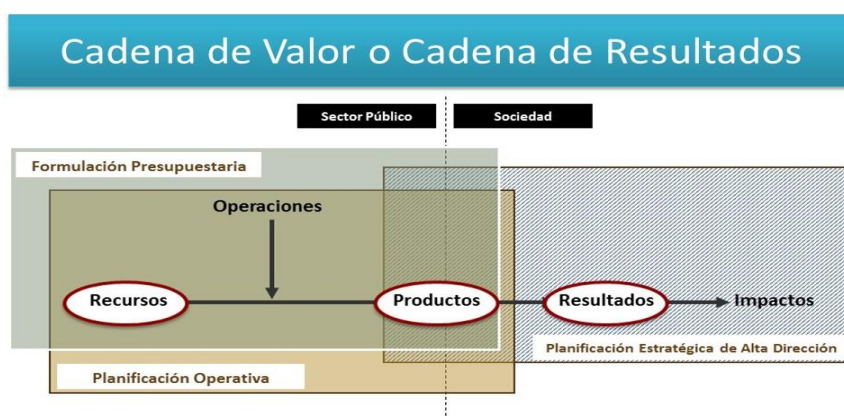 Cadena de Valor o Cadena de Resultados
Sector Público
Sociedad
Formulación Presupuestaria
Operaciones
Recursos
Productos
Resultados
Impactos
Planificación Estratégica de Alta Dirección
Planificación Operativa